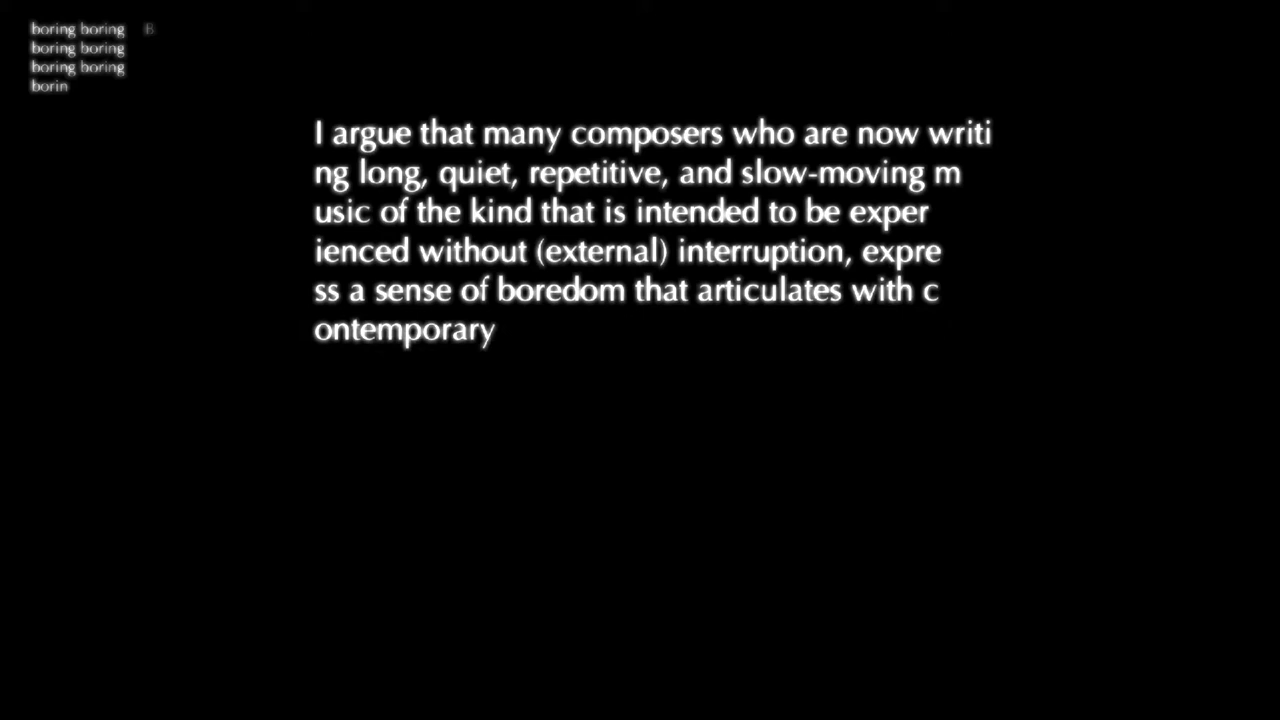 boring boring B
boring boring
boring boring
borin
I argue that many composers who are now writi
ng long, quiet, repetitive, and slow-moving m
usic of the kind that is intended to be exper
ienced without (external) interruption, expre
ss a sense of boredom that articulates with c
ontemporary